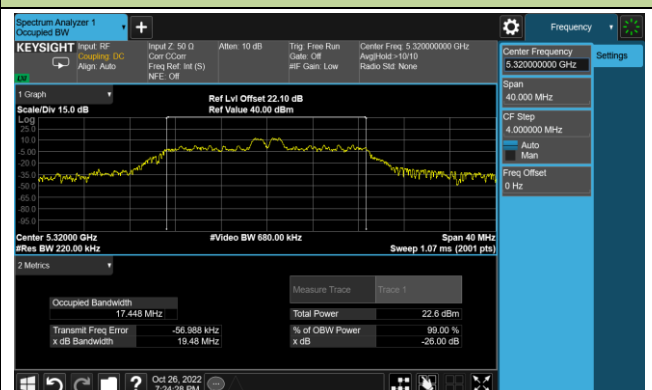 Spectrum Analyzer 1
Occupied BW
Frequency
KEYSIGHT
Input: RF
Coupling: DC
Align: Auto
Input Z: 50 Ω
Corr CCorr
Freq Ref: Int (S)
NFE: Off
Atten: 10 dB
Trig: Free Run
Gate: Off
#IF Gain: Low
Center Freq: 5.320000000 GHz
Avg|Hold:>10/10
Radio Std: None
Center Frequency
5.320000000 GHz
Settings
Span
40.000 MHz
CF Step
4.000000 MHz
Auto
Man
Freq Offset
0 Hz
1 Graph
Scale/Div 15.0 dB
Ref Lvl Offset 22.10 dB
Ref Value 40.00 dBm
Log
25.0
10.0
-5.00
-20.0
-35.0
-50.0
-65.0
-80.0
-95.0
Center 5.32000 GHz
#Video BW 680.00 kHz
Span 40 MHz
#Res BW 220.00 kHz
Sweep 1.07 ms (2001 pts)
2 Metrics
Measure Trace
Trace 1
Occupied Bandwidth
17.448 MHz
Total Power
22.6 dBm
Transmit Freq Error
-56.988 kHz
% of OBW Power
99.00 %
x dB Bandwidth
19.48 MHz
x dB
-26.00 dB
Oct 26, 2022
7:24:28 PM